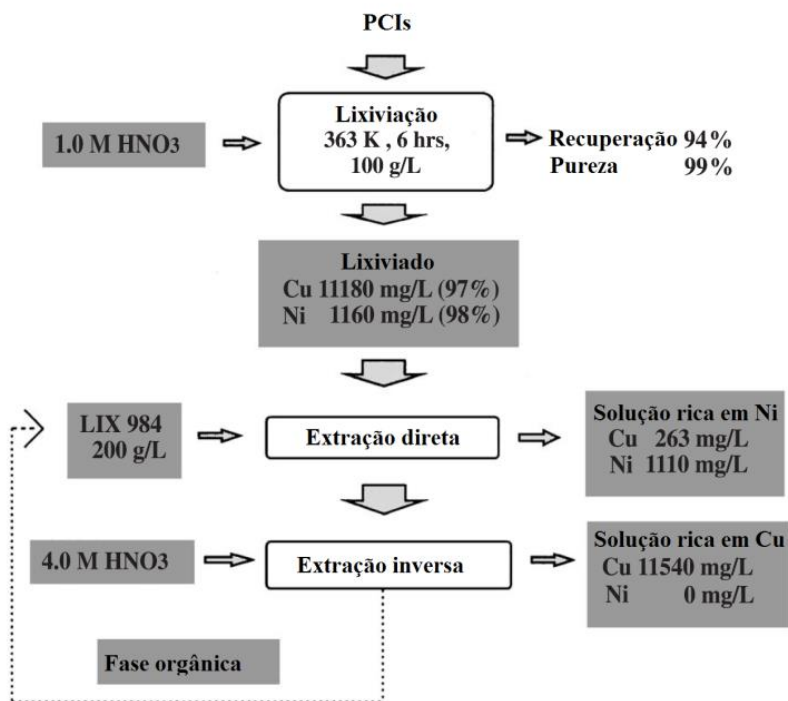 PCIs
Lixiviação
363 K , 6 hrs,
100 g/L
1.0 M HNO3
Recuperação 94%
Pureza 99%
Lixiviado
Cu 11180 mg/L (97%)
Ni 1160 mg/L (98%)
LIX 984
200 g/L
Extração direta
Solução rica em Ni
Cu 263 mg/L
Ni 1110 mg/L
4.0 M HNO3
Extração inversa
Solução rica em Cu
Cu 11540 mg/L
Ni 0 mg/L
Fase orgânica